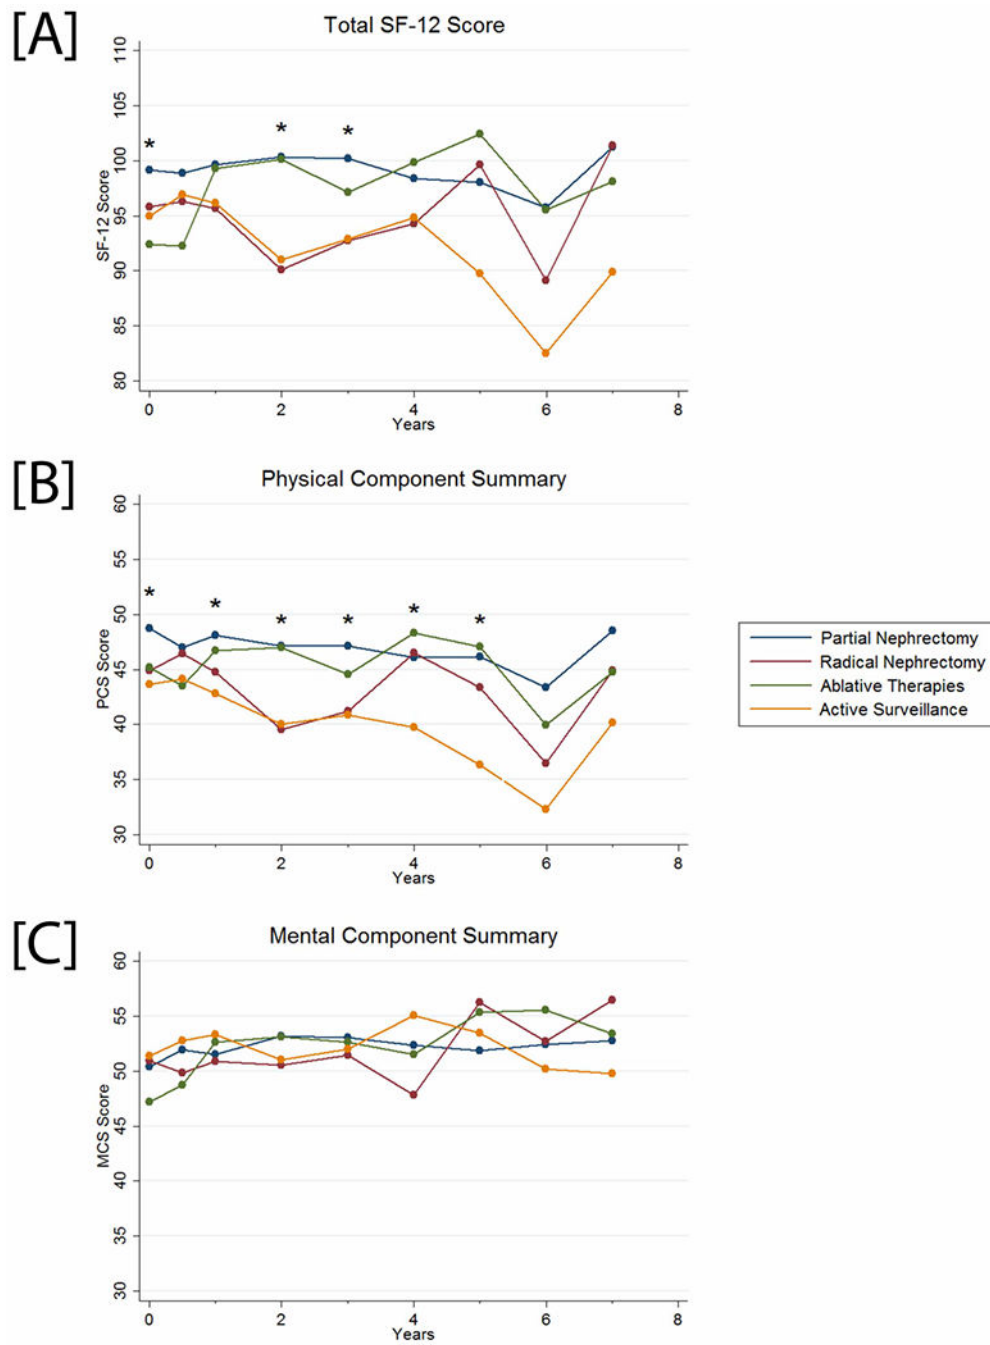 [A]
Total SF-12 Score
110
105
100
95
90
85
80
SF-12 Score
* * *
0 2 4 6 8
Years
[B]
Physical Component Summary
60
55
50
45
40
35
30
PCS Score
* * * * * *
0 2 4 6 8
Years
Partial Nephrectomy
Radical Nephrectomy
Ablative Therapies
Active Surveillance
[C]
Mental Component Summary
60
55
50
45
40
35
30
MCS Score
0 2 4 6 8
Years